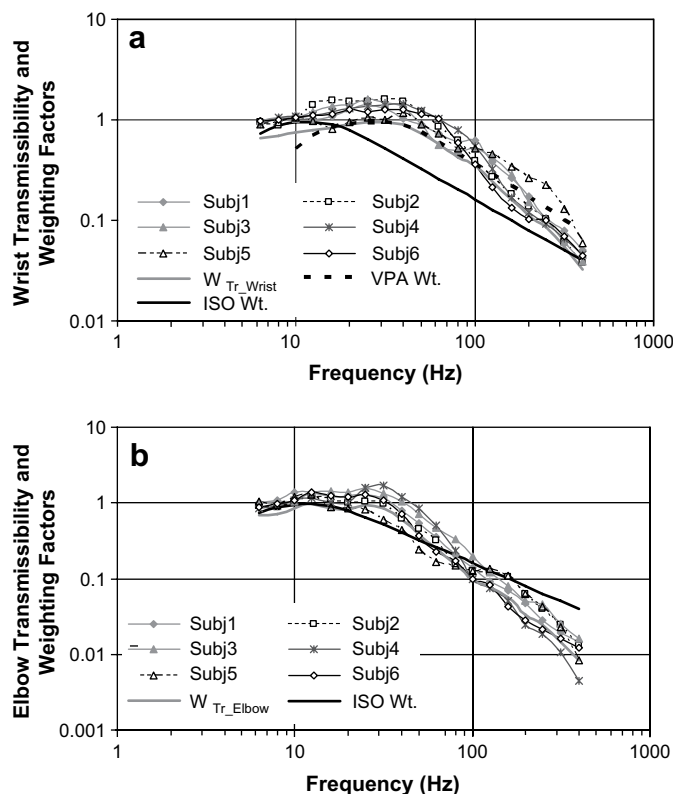 a
Wrist Transmissibility and
Weighting Factors
10
1
0.1
0.01
Subj1 Subj2
Subj3 Subj4
Subj5 Subj6
W Tr_Wrist VPA Wt.
ISO Wt.
1 10 100 1000
Frequency (Hz)
b
Elbow Transmissibility and
Weighting Factors
10
1
0.1
0.01
0.001
Subj1 Subj2
Subj3 Subj4
Subj5 Subj6
W Tr_Elbow ISO Wt.
1 10 100 1000
Frequency (Hz)